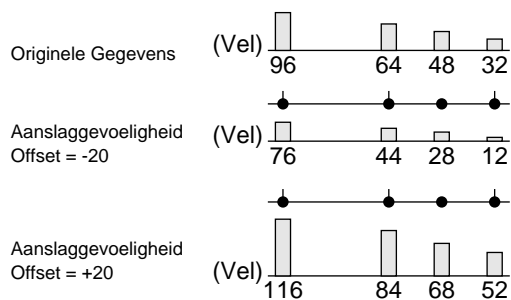 Originele Gegevens
(Vel)
96 64 48 32
Aanslaggevoeligheid
Offset = -20
(Vel)
76 44 28 12
Aanslaggevoeligheid
Offset = +20
(Vel)
116 84 68 52